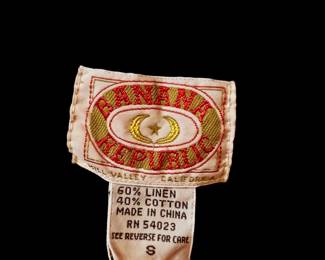 BANANA
REPUBLIC
MILL VALLEY CALIFORNIA
60% LINEN
40% COTTON
MADE IN CHINA
RN 54023
SEE REVERSE FOR CARE
S